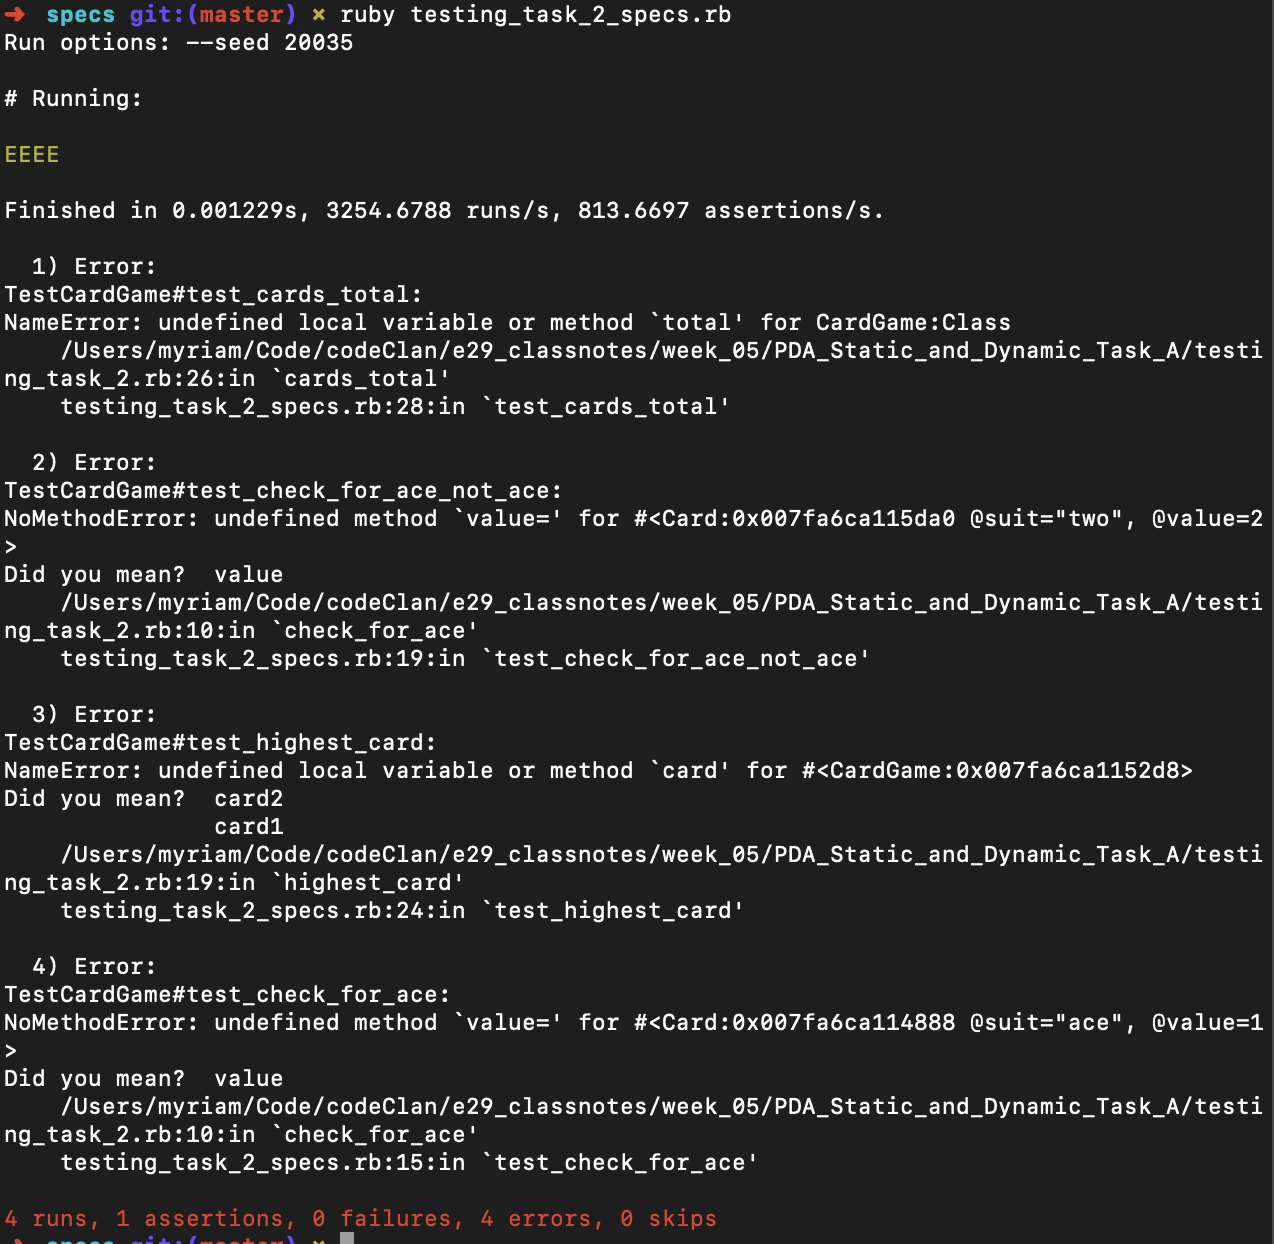 ➜ specs git:(master) ✗ ruby testing_task_2_specs.rb
Run options: --seed 20035
# Running:
EEEE
Finished in 0.001229s, 3254.6788 runs/s, 813.6697 assertions/s.
1) Error:
TestCardGame#test_cards_total:
NameError: undefined local variable or method `total' for CardGame:Class
/Users/myriam/Code/codeClan/e29_classnotes/week_05/PDA_Static_and_Dynamic_Task_A/testi
ng_task_2.rb:26:in `cards_total'
testing_task_2_specs.rb:28:in `test_cards_total'
2) Error:
TestCardGame#test_check_for_ace_not_ace:
NoMethodError: undefined method `value=' for #<Card:0x007fa6ca115da0 @suit="two", @value=2
>
Did you mean?  value
/Users/myriam/Code/codeClan/e29_classnotes/week_05/PDA_Static_and_Dynamic_Task_A/testi
ng_task_2.rb:10:in `check_for_ace'
testing_task_2_specs.rb:19:in `test_check_for_ace_not_ace'
3) Error:
TestCardGame#test_highest_card:
NameError: undefined local variable or method `card' for #<CardGame:0x007fa6ca1152d8>
Did you mean?  card2
card1
/Users/myriam/Code/codeClan/e29_classnotes/week_05/PDA_Static_and_Dynamic_Task_A/testi
ng_task_2.rb:19:in `highest_card'
testing_task_2_specs.rb:24:in `test_highest_card'
4) Error:
TestCardGame#test_check_for_ace:
NoMethodError: undefined method `value=' for #<Card:0x007fa6ca114888 @suit="ace", @value=1
>
Did you mean?  value
/Users/myriam/Code/codeClan/e29_classnotes/week_05/PDA_Static_and_Dynamic_Task_A/testi
ng_task_2.rb:10:in `check_for_ace'
testing_task_2_specs.rb:15:in `test_check_for_ace'
4 runs, 1 assertions, 0 failures, 4 errors, 0 skips
➜ specs git:(master) ✗